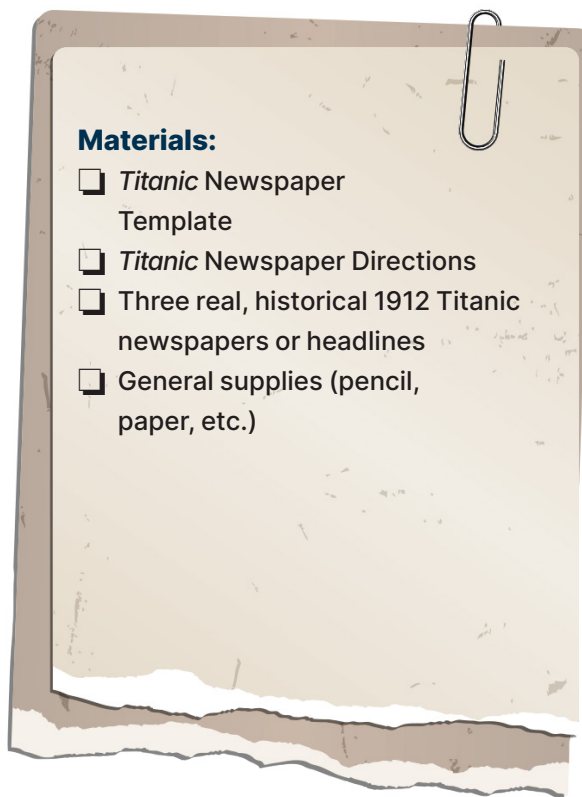 Materials:
❏ Titanic Newspaper
Template
❏ Titanic Newspaper Directions
❏ Three real, historical 1912 Titanic
newspapers or headlines
❏ General supplies (pencil,
paper, etc.)